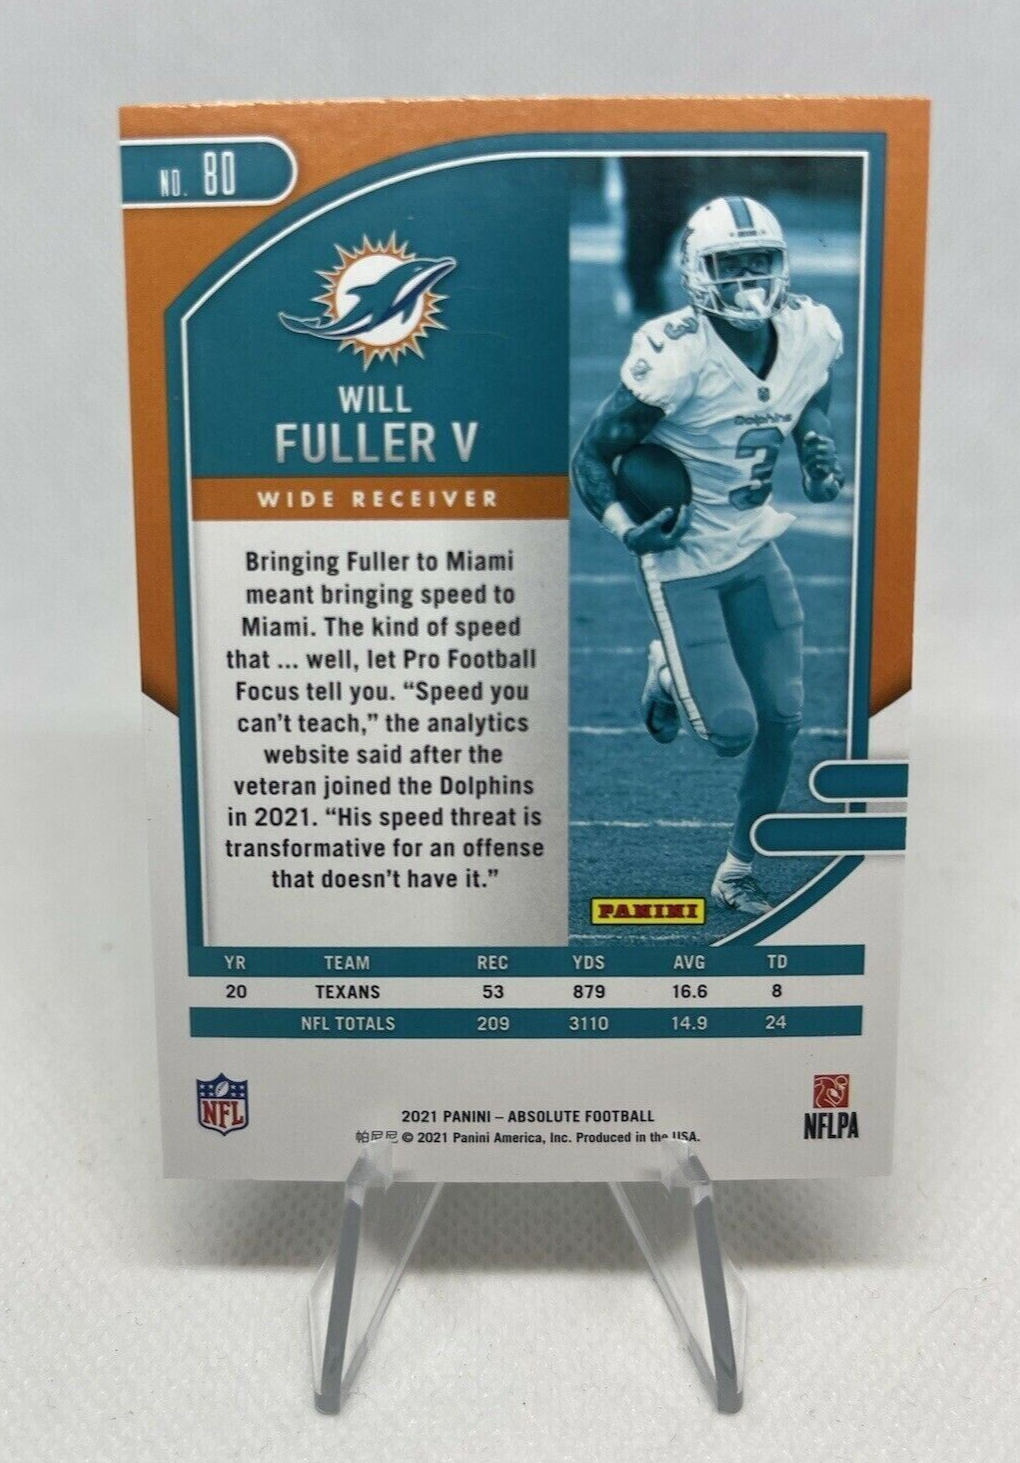 NO. 80
WILL
FULLER V
WIDE RECEIVER
Bringing Fuller to Miami
meant bringing speed to
Miami. The kind of speed
that ... well, let Pro Football
Focus tell you. “Speed you
can't teach,” the analytics
website said after the
veteran joined the Dolphins
in 2021. “His speed threat is
transformative for an offense
that doesn't have it.”
3
Dolphins
3
PANINI
YR TEAM REC YDS AVG TD
20 TEXANS 53 879 16.6 8
NFL TOTALS 209 3110 14.9 24
NFL
2021 PANINI – ABSOLUTE FOOTBALL
帕尼尼 © 2021 Panini America, Inc. Produced in the USA.
NFLPA